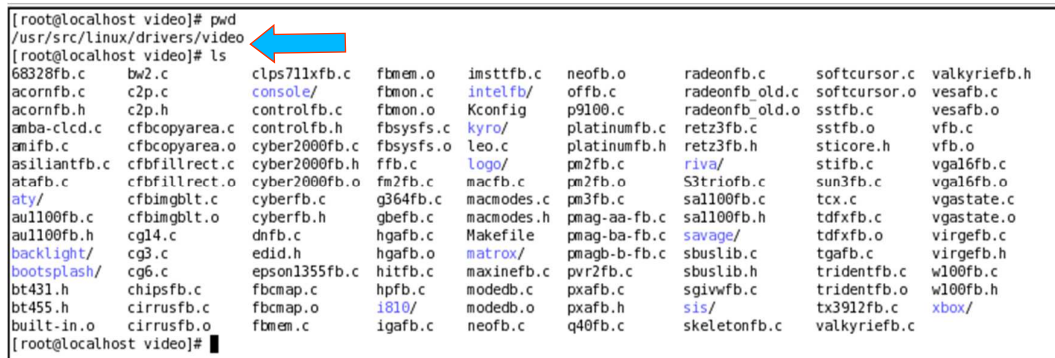 [root@localhost video]# pwd
/usr/src/linux/drivers/video
[root@localhost video]# ls
68328fb.c bw2.c clps711xfb.c fbmem.o imsttfb.c neofb.o radeonfb.c softcursor.c valkyriefb.h
acornfb.c c2p.c console/ fbmon.c intelfb/ offb.c radeonfb_old.c softcursor.o vesafb.c
acornfb.h c2p.h controlfb.c fbmon.o Kconfig p9100.c radeonfb_old.o sstfb.c vesafb.o
amba-clcd.c cfbcopyarea.c controlfb.h fbsysfs.c kyro/ platinumfb.c retz3fb.c sstfb.o vfb.c
amifb.c cfbcopyarea.o cyber2000fb.c fbsysfs.o leo.c platinumfb.h retz3fb.h sticore.h vfb.o
asiliantfb.c cfbfillrect.c cyber2000fb.h ffb.c logo/ pm2fb.c riva/ stifb.c vga16fb.c
atafb.c cfbfillrect.o cyber2000fb.o fm2fb.c macfb.c pm2fb.o S3triofb.c sun3fb.c vga16fb.o
aty/ cfbimgblt.c cyberfb.c g364fb.c macmodes.c pm3fb.c sa1100fb.c tcx.c vgastate.c
au1100fb.c cfbimgblt.o cyberfb.h gbefb.c macmodes.h pmag-aa-fb.c sa1100fb.h tdfxfb.c vgastate.o
au1100fb.h cg14.c dnfb.c hgafb.c Makefile pmag-ba-fb.c savage/ tdfxfb.o virgefb.c
backlight/ cg3.c edid.h hgafb.o matrox/ pmagb-b-fb.c sbuslib.c tgafb.c virgefb.h
bootsplash/ cg6.c epson1355fb.c hitfb.c maxinefb.c pvr2fb.c sbuslib.h tridentfb.c w100fb.c
bt431.h chipsfb.c fbcmap.c hpfb.c modedb.c pxafb.c sgivwfb.c tridentfb.o w100fb.h
bt455.h cirrusfb.c fbcmap.o i810/ modedb.o pxafb.h sis/ tx3912fb.c xbox/
built-in.o cirrusfb.o fbmem.c igafb.c neofb.c q40fb.c skeletonfb.c valkyriefb.c
[root@localhost video]#